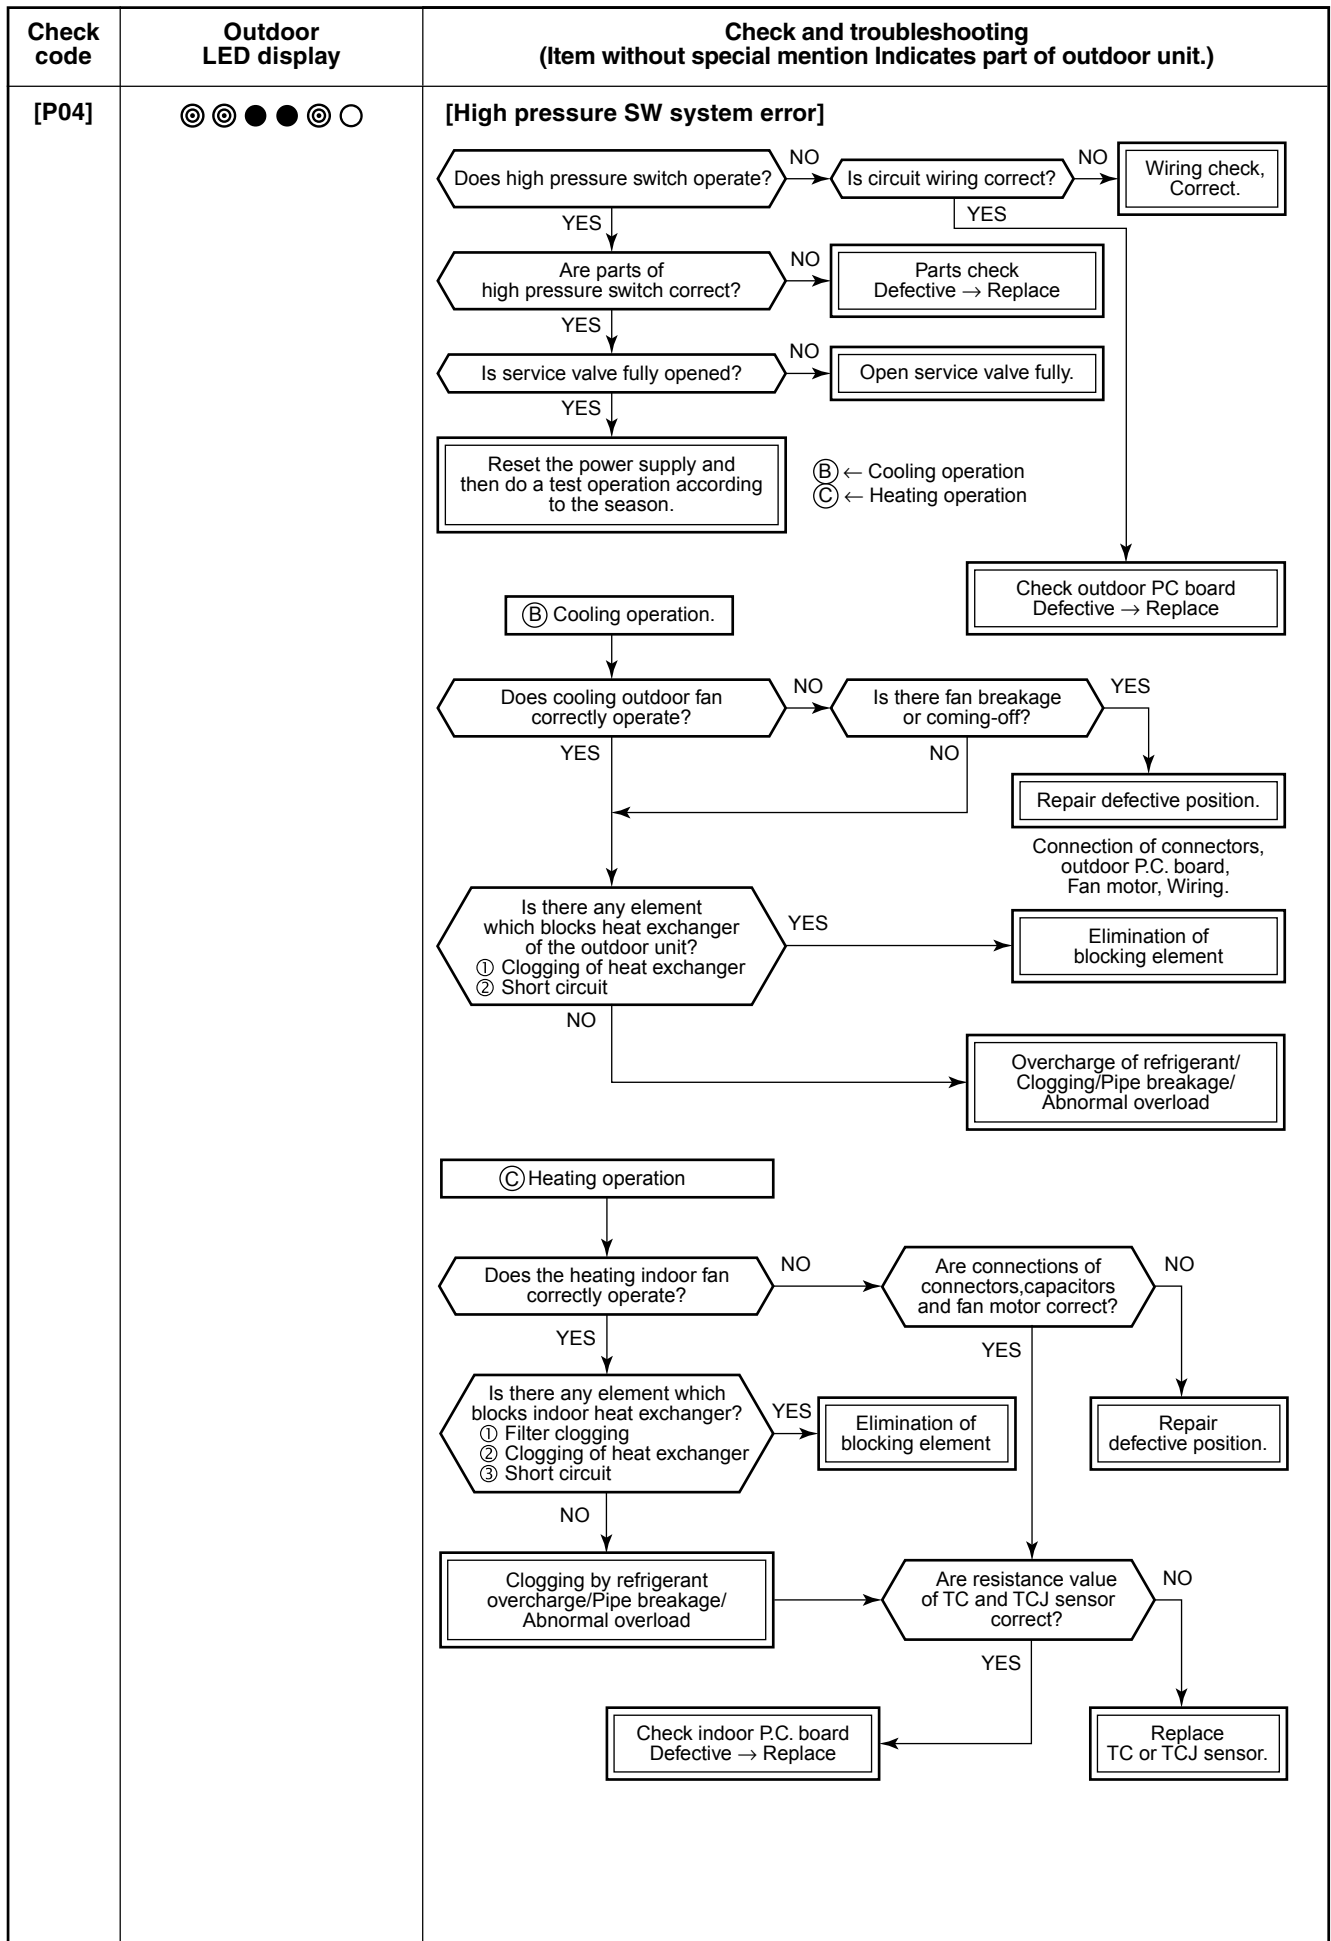 Check
code
Outdoor
LED display
Check and troubleshooting
(Item without special mention Indicates part of outdoor unit.)
[P04]
◎ ◎ ● ● ◎ ○
[High pressure SW system error]
Does high pressure switch operate?
NO
Is circuit wiring correct?
NO
Wiring check,
Correct.
YES
YES
Are parts of
high pressure switch correct?
NO
Parts check
Defective → Replace
YES
Is service valve fully opened?
NO
Open service valve fully.
YES
Reset the power supply and
then do a test operation according
to the season.
Ⓑ ← Cooling operation
Ⓒ ← Heating operation
Check outdoor PC board
Defective → Replace
Ⓑ Cooling operation.
Does cooling outdoor fan
correctly operate?
NO
Is there fan breakage
or coming-off?
YES
YES
NO
Repair defective position.
Connection of connectors,
outdoor P.C. board,
Fan motor, Wiring.
Is there any element
which blocks heat exchanger
of the outdoor unit?
① Clogging of heat exchanger
② Short circuit
YES
Elimination of
blocking element
NO
Overcharge of refrigerant/
Clogging/Pipe breakage/
Abnormal overload
Ⓒ Heating operation
Does the heating indoor fan
correctly operate?
NO
Are connections of
connectors,capacitors
and fan motor correct?
NO
YES
YES
Is there any element which
blocks indoor heat exchanger?
① Filter clogging
② Clogging of heat exchanger
③ Short circuit
YES
Elimination of
blocking element
Repair
defective position.
NO
Clogging by refrigerant
overcharge/Pipe breakage/
Abnormal overload
Are resistance value
of TC and TCJ sensor
correct?
NO
YES
Check indoor P.C. board
Defective → Replace
Replace
TC or TCJ sensor.